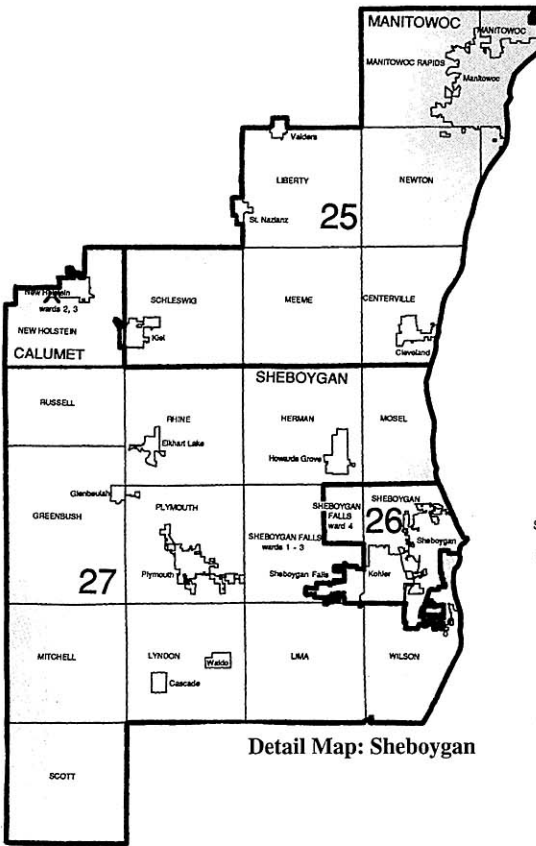 MANITOWOC
MANITOWOC
MANITOWOC RAPIDS
Manitowoc
Valders
LIBERTY
NEWTON
St. Nazianz
25
New Holstein
wards 2, 3
SCHLESWIG
MEEME
CENTERVILLE
NEW HOLSTEIN
Kiel
Cleveland
CALUMET
SHEBOYGAN
RUSSELL
RHINE
HERMAN
MOSEL
Elkhart Lake
Howards Grove
Glenbeulah
SHEBOYGAN
FALLS
ward 4
SHEBOYGAN
GREENBUSH
PLYMOUTH
26
SHEBOYGAN FALLS
wards 1 - 3
Sheboygan
27
Plymouth
Sheboygan Falls
Kohler
MITCHELL
LYNDON
Waldo
LIMA
WILSON
Cascade
Detail Map: Sheboygan
SCOTT